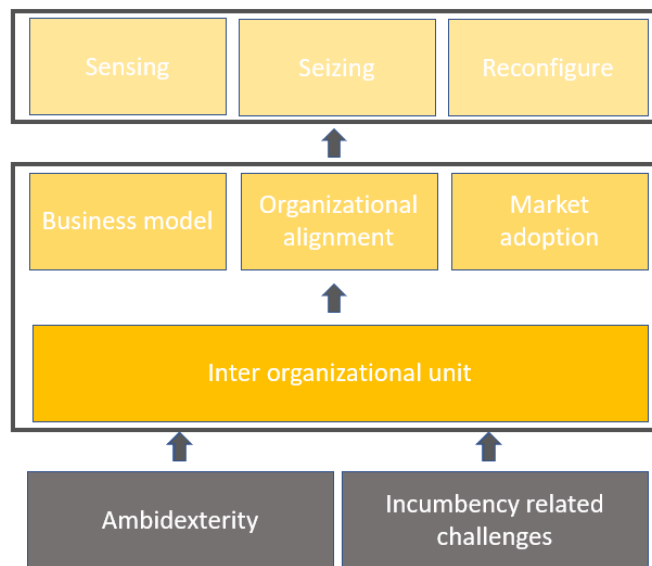 Sensing
Seizing
Reconfigure
Business model
Organizational
alignment
Market
adoption
Inter organizational unit
Ambidexterity
Incumbency related
challenges